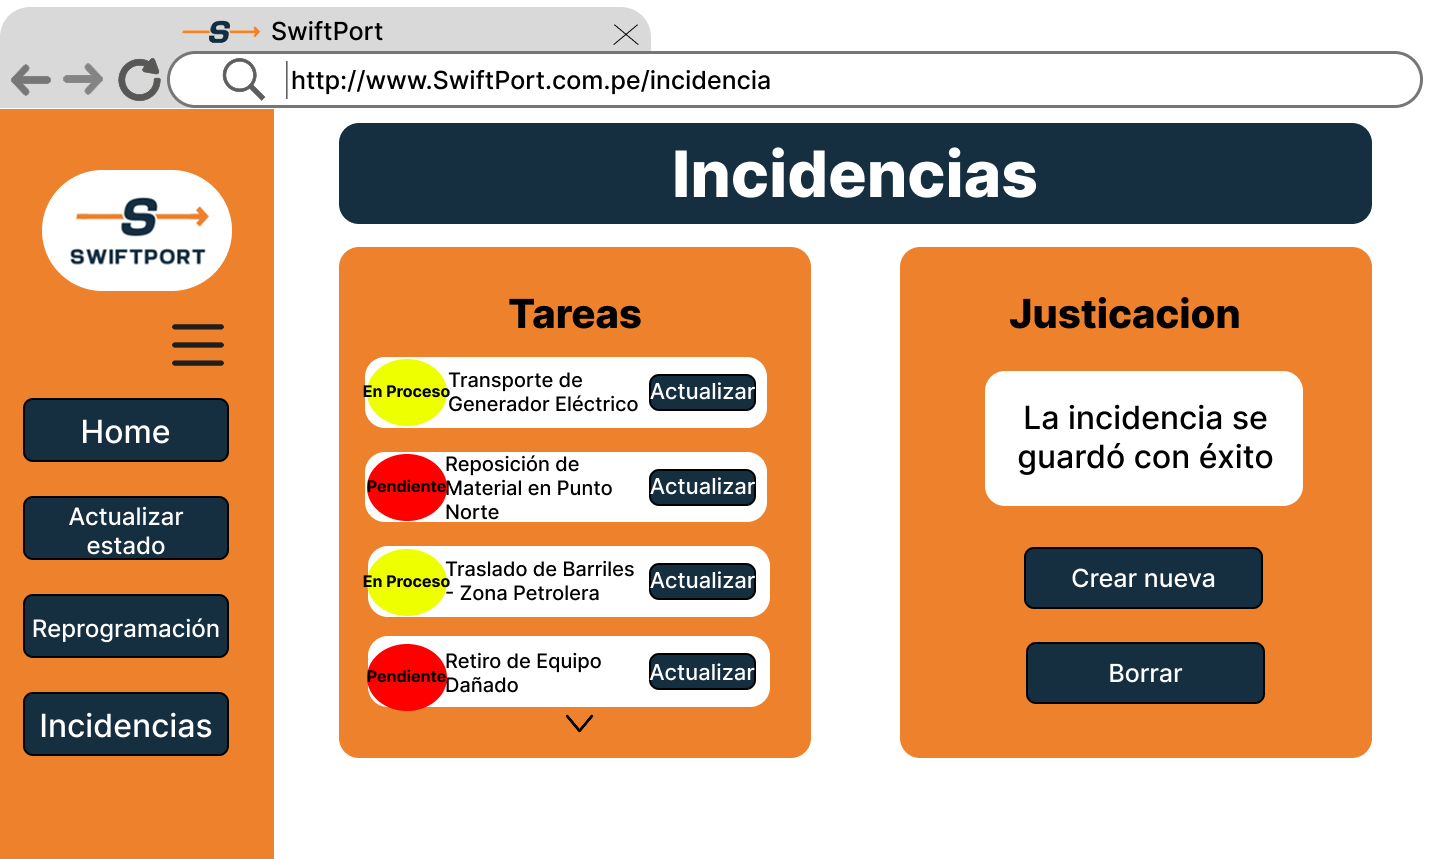 SwiftPort
http://www.SwiftPort.com.pe/incidencia
S
SWIFTPORT
Home
Actualizar
estado
Reprogramación
Incidencias
Incidencias
Tareas
En Proceso
Transporte de
Generador Eléctrico
Actualizar
Pendiente
Reposición de
Material en Punto
Norte
Actualizar
En Proceso
Traslado de Barriles
- Zona Petrolera
Actualizar
Pendiente
Retiro de Equipo
Dañado
Actualizar
Justicacion
La incidencia se
guardó con éxito
Crear nueva
Borrar